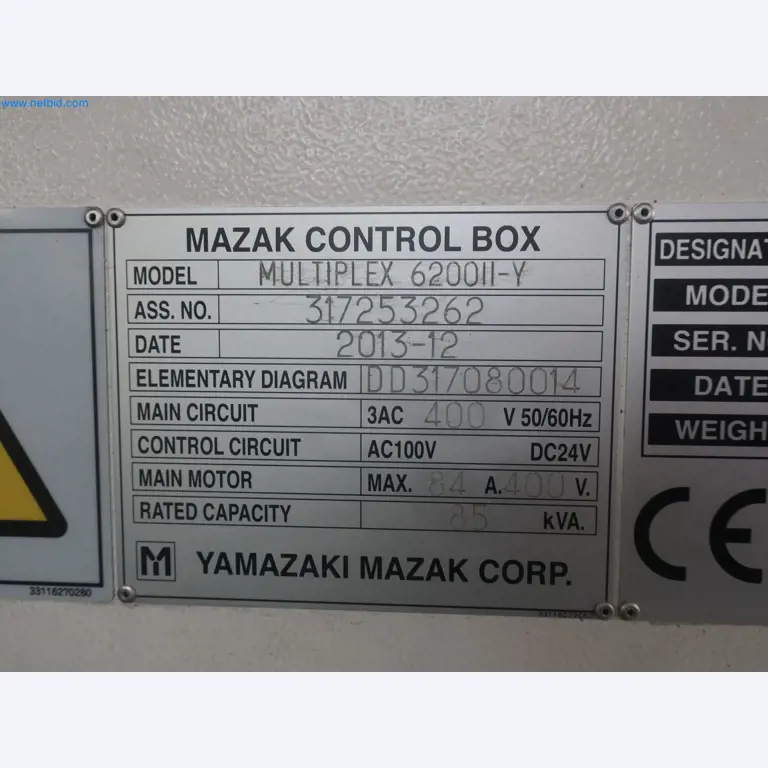 www.netbid.com
MAZAK CONTROL BOX
MODEL MULTIPLEX 6200II-Y
ASS. NO. 317253262
DATE 2013-12
ELEMENTARY DIAGRAM DD317080014
MAIN CIRCUIT 3AC 400 V 50/60Hz
CONTROL CIRCUIT AC100V DC24V
MAIN MOTOR MAX. 84 A. 400 V.
RATED CAPACITY 85 kVA.
M YAMAZAKI MAZAK CORP.
33116270280
DESIGNAT
MODE
SER. N
DATE
WEIGH
CE